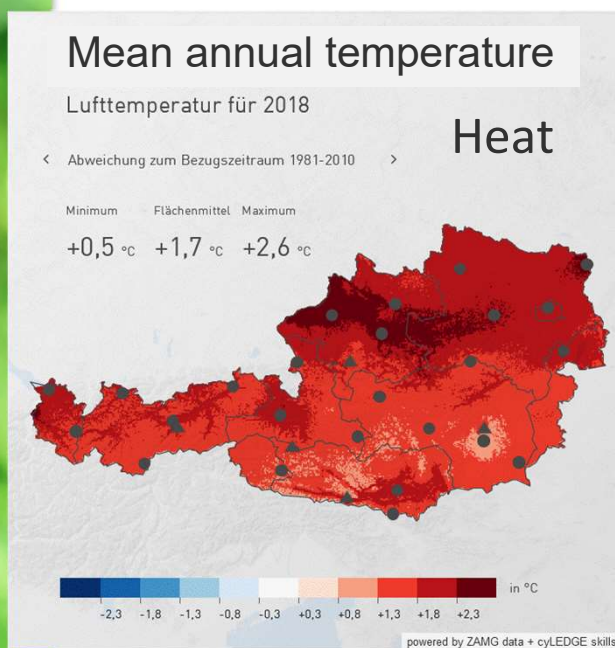 Mean annual temperature
Lufttemperatur für 2018
Heat
< Abweichung zum Bezugszeitraum 1981-2010 >
Minimum Flächenmittel Maximum
+0,5 °C +1,7 °C +2,6 °C
in °C
-2,3 -1,8 -1,3 -0,8 -0,3 +0,3 +0,8 +1,3 +1,8 +2,3
powered by ZAMG data + cyLEDGE skills